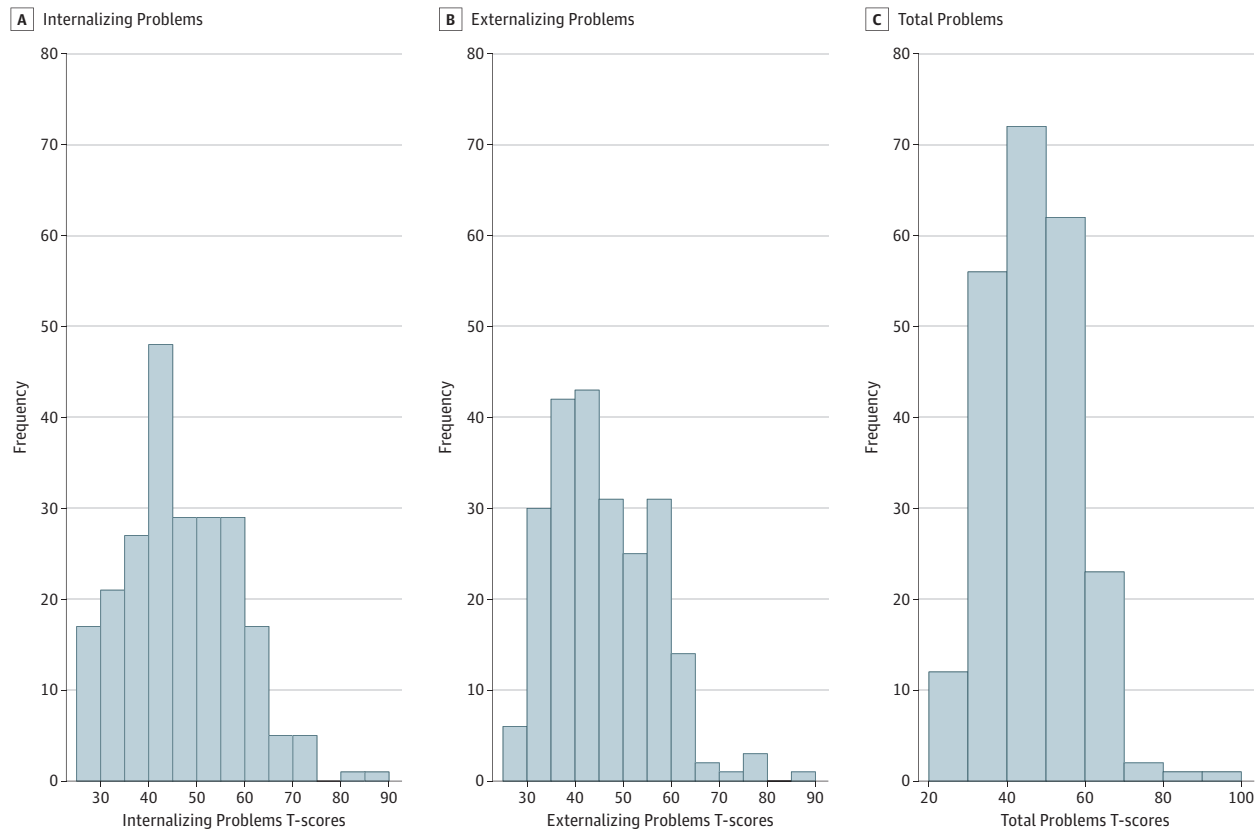 A Internalizing Problems
80
70
60
50
40
30
20
10
0
Frequency
30 40 50 60 70 80 90
Internalizing Problems T-scores
B Externalizing Problems
80
70
60
50
40
30
20
10
0
Frequency
30 40 50 60 70 80 90
Externalizing Problems T-scores
C Total Problems
80
70
60
50
40
30
20
10
0
Frequency
20 40 60 80 100
Total Problems T-scores